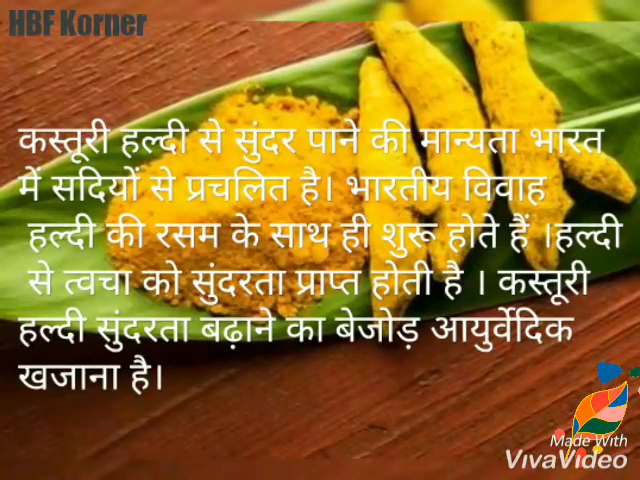 HBF Korner
कस्तूरी हल्दी से सुंदर पाने की मान्यता भारत
में सदियों से प्रचलित है। भारतीय विवाह
हल्दी की रसम के साथ ही शुरू होते हैं ।हल्दी
से त्वचा को सुंदरता प्राप्त होती है । कस्तूरी
हल्दी सुंदरता बढ़ाने का बेजोड़ आयुर्वेदिक
खजाना है।
Made With
VivaVideo